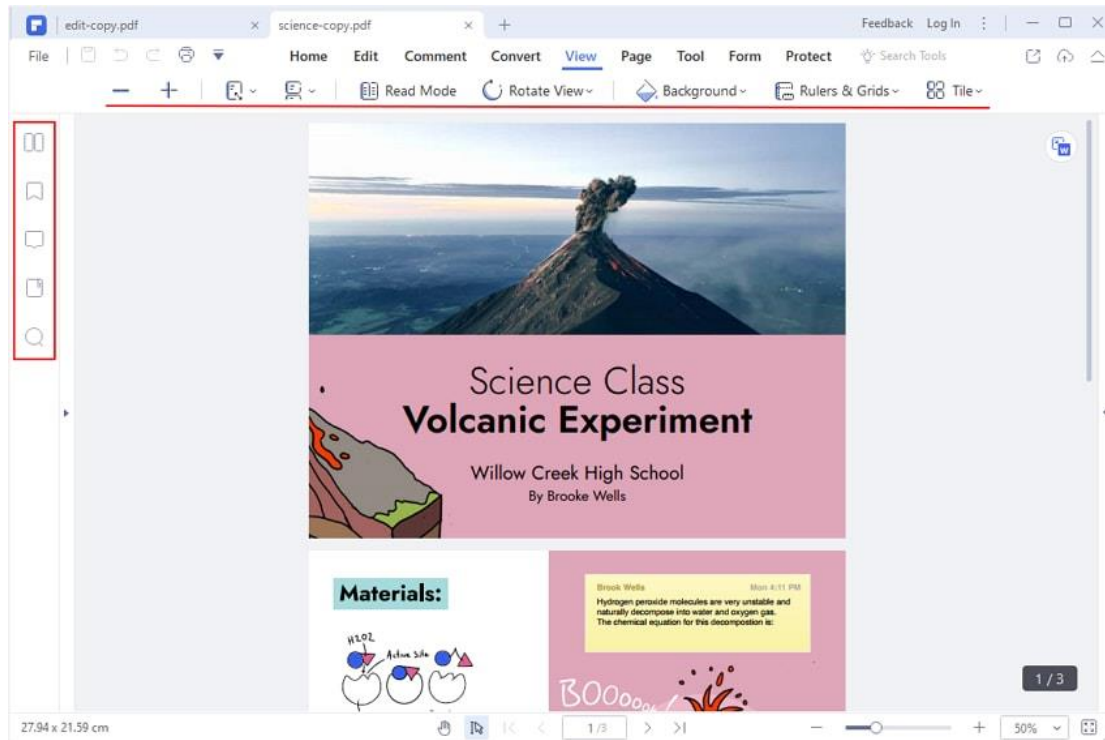 edit-copy.pdf science-copy.pdf Feedback Log In
File Home Edit Comment Convert View Page Tool Form Protect Search Tools
Read Mode Rotate View Background Rulers & Grids Tile
W
Science Class
Volcanic Experiment
Willow Creek High School
By Brooke Wells
Materials:
H2O2
Active Site
Brook Wells Mon 4:11 PM
Hydrogen peroxide molecules are very unstable and
naturally decompose into water and oxygen gas.
The chemical equation for this decompostion is:
1 / 3
27.94 x 21.59 cm 1/3 50%